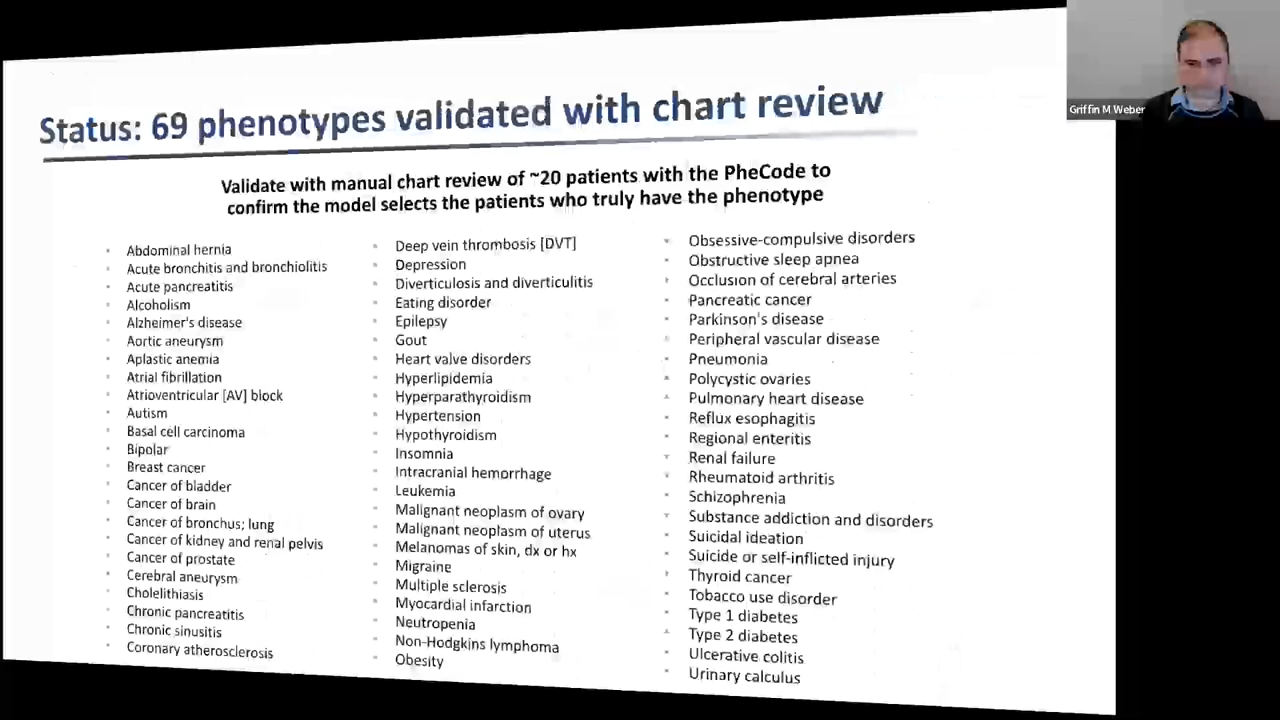 Griffin M Weber
Status: 69 phenotypes validated with chart review
Validate with manual chart review of ~20 patients with the PheCode to
confirm the model selects the patients who truly have the phenotype
Abdominal hernia
Acute bronchitis and bronchiolitis
Acute pancreatitis
Alcoholism
Alzheimer's disease
Aortic aneurysm
Aplastic anemia
Atrial fibrillation
Atrioventricular [AV] block
Autism
Basal cell carcinoma
Bipolar
Breast cancer
Cancer of bladder
Cancer of brain
Cancer of bronchus; lung
Cancer of kidney and renal pelvis
Cancer of prostate
Cerebral aneurysm
Cholelithiasis
Chronic pancreatitis
Chronic sinusitis
Coronary atherosclerosis
Deep vein thrombosis [DVT]
Depression
Diverticulosis and diverticulitis
Eating disorder
Epilepsy
Gout
Heart valve disorders
Hyperlipidemia
Hyperparathyroidism
Hypertension
Hypothyroidism
Insomnia
Intracranial hemorrhage
Leukemia
Malignant neoplasm of ovary
Malignant neoplasm of uterus
Melanomas of skin, dx or hx
Migraine
Multiple sclerosis
Myocardial infarction
Neutropenia
Non-Hodgkins lymphoma
Obesity
Obsessive-compulsive disorders
Obstructive sleep apnea
Occlusion of cerebral arteries
Pancreatic cancer
Parkinson's disease
Peripheral vascular disease
Pneumonia
Polycystic ovaries
Pulmonary heart disease
Reflux esophagitis
Regional enteritis
Renal failure
Rheumatoid arthritis
Schizophrenia
Substance addiction and disorders
Suicidal ideation
Suicide or self-inflicted injury
Thyroid cancer
Tobacco use disorder
Type 1 diabetes
Type 2 diabetes
Ulcerative colitis
Urinary calculus